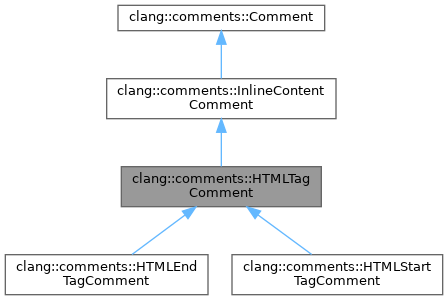 clang::comments::Comment
clang::comments::InlineContent
Comment
clang::comments::HTMLTag
Comment
clang::comments::HTMLEnd
TagComment
clang::comments::HTMLStart
TagComment